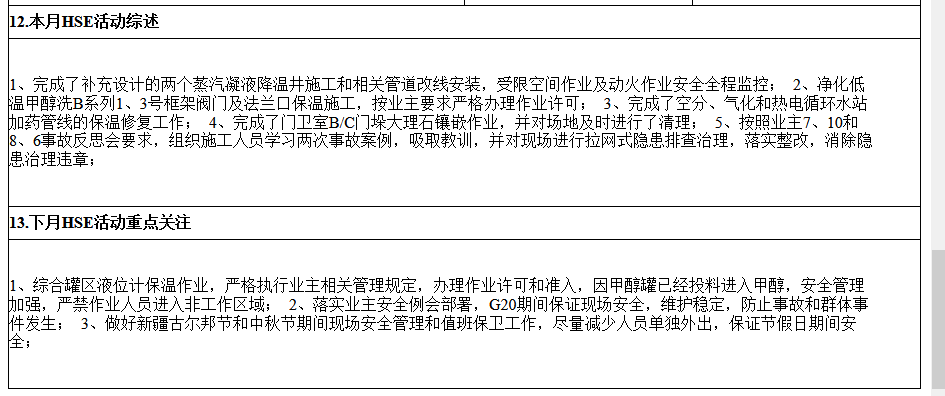 12.本月HSE活动综述
1、完成了补充设计的两个蒸汽凝液降温井施工和相关管道改线安装，受限空间作业及动火作业安全全程监控； 2、净化低
温甲醇洗B系列1、3号框架阀门及法兰口保温施工，按业主要求严格办理作业许可； 3、完成了空分、气化和热电循环水站
加药管线的保温修复工作； 4、完成了门卫室B/C门垛大理石镶嵌作业，并对场地及时进行了清理； 5、按照业主7、10和
8、6事故反思会要求，组织施工人员学习两次事故案例，吸取教训，并对现场进行拉网式隐患排查治理，落实整改，消除隐
患治理违章；
13.下月HSE活动重点关注
1、综合罐区液位计保温作业，严格执行业主相关管理规定，办理作业许可和准入，因甲醇罐已经投料进入甲醇，安全管理
加强，严禁作业人员进入非工作区域； 2、落实业主安全例会部署，G20期间保证现场安全，维护稳定，防止事故和群体事
件发生； 3、做好新疆古尔邦节和中秋节期间现场安全管理和值班保卫工作，尽量减少人员单独外出，保证节假日期间安
全；